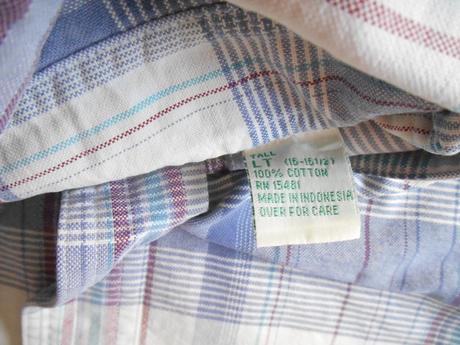 TALL
LT (16-16 1/2)
100% COTTON
RN 15481
MADE IN INDONESIA
OVER FOR CARE